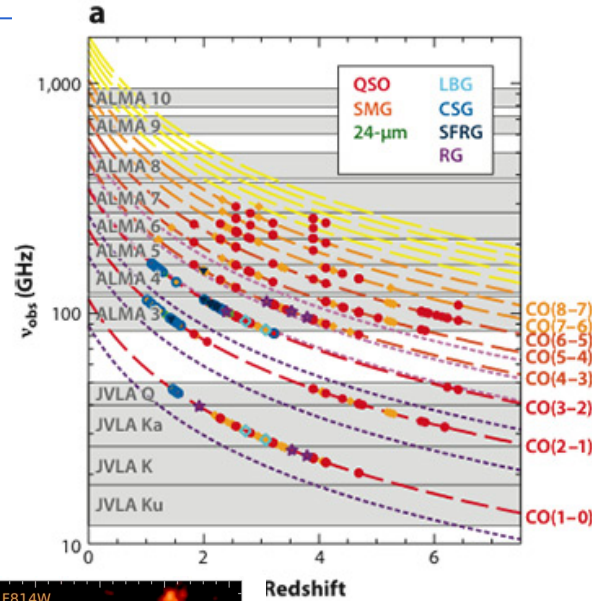 a
1,000
100
10
ν_obs (GHz)
ALMA 10
ALMA 9
ALMA 8
ALMA 7
ALMA 6
ALMA 5
ALMA 4
ALMA 3
JVLA Q
JVLA Ka
JVLA K
JVLA Ku
QSO LBG
SMG CSG
24-μm SFRG
RG
CO(8–7)
CO(7–6)
CO(6–5)
CO(5–4)
CO(4–3)
CO(3–2)
CO(2–1)
CO(1–0)
0 2 4 6
Redshift
F814W